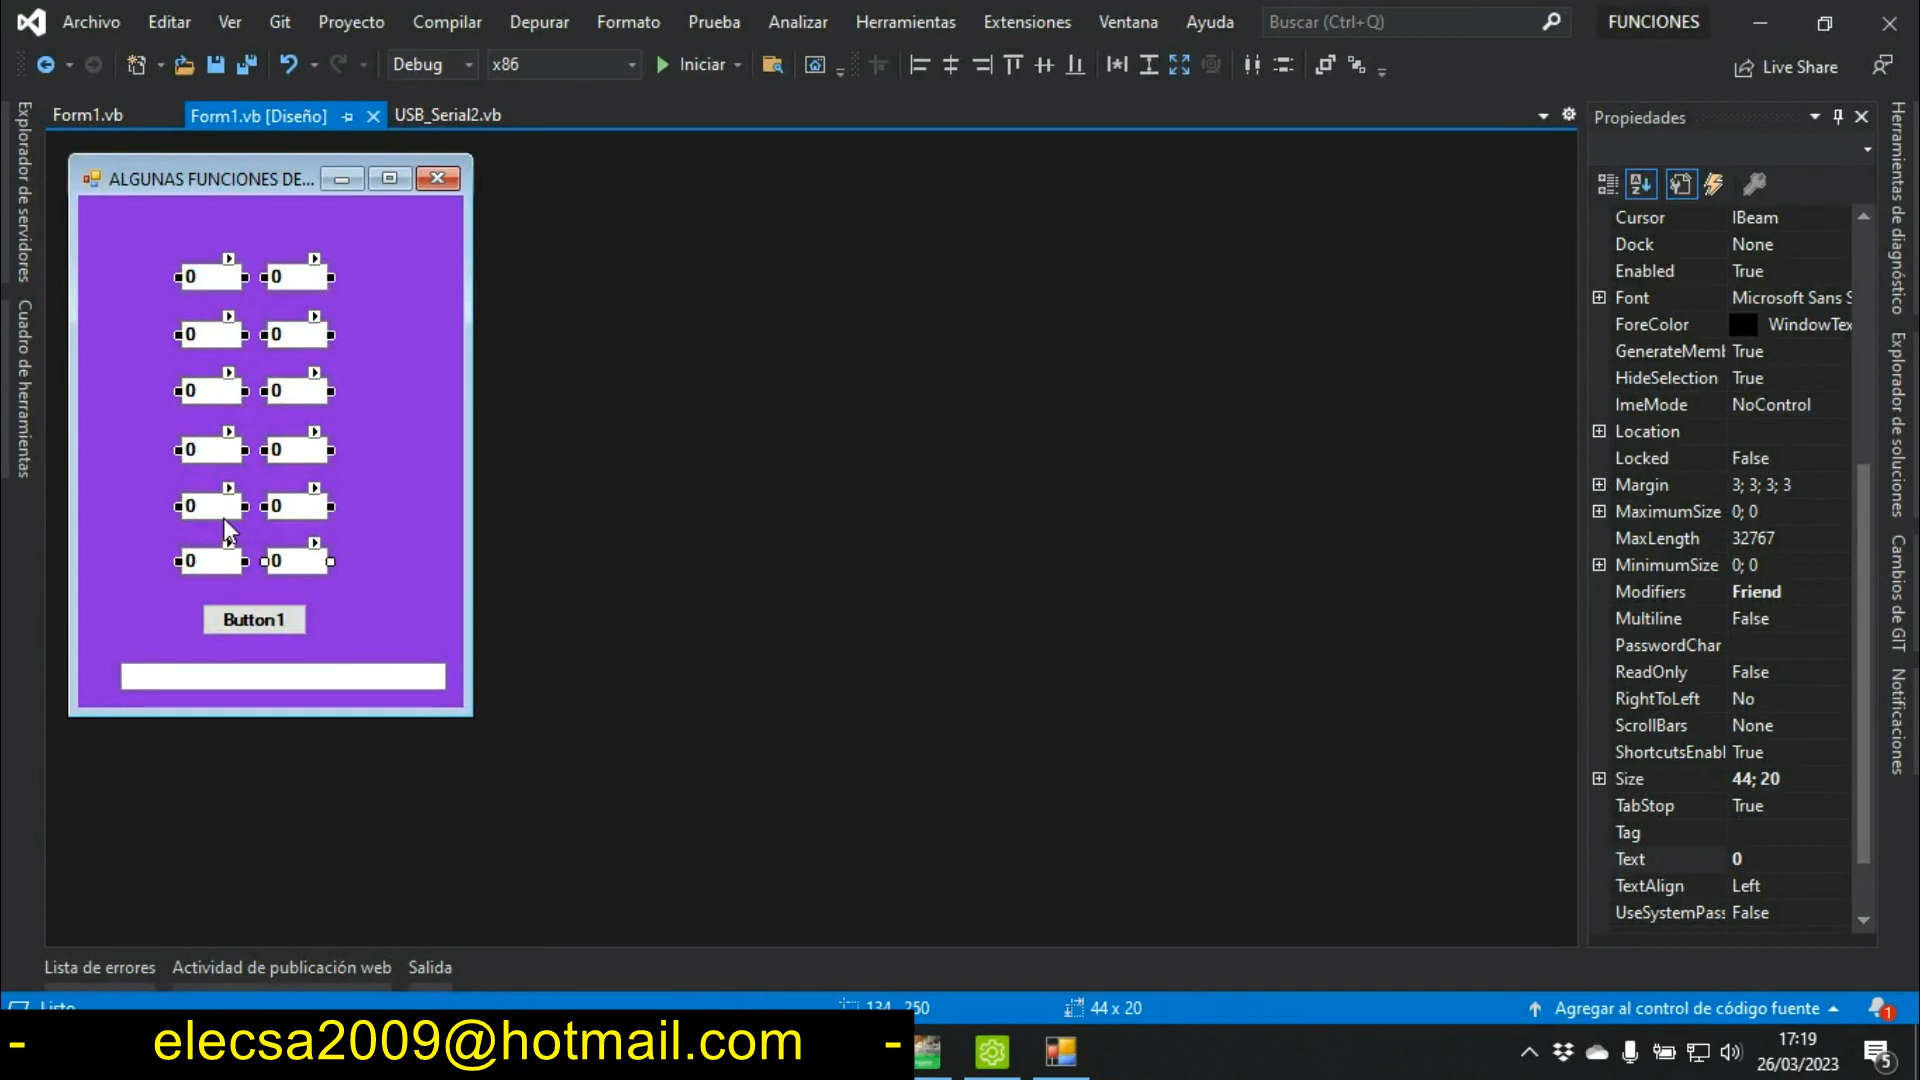 Archivo Editar Ver Git Proyecto Compilar Depurar Formato Prueba Analizar Herramientas Extensiones Ventana Ayuda Buscar (Ctrl+Q) FUNCIONES
Debug x86 Iniciar Live Share
Form1.vb Form1.vb [Diseño] USB_Serial2.vb
Explorador de servidores
Cuadro de herramientas
ALGUNAS FUNCIONES DE...
0 0
0 0
0 0
0 0
0 0
0 0
Button1
Propiedades
Cursor IBeam
Dock None
Enabled True
Font Microsoft Sans S
ForeColor WindowTex
GenerateMemb True
HideSelection True
ImeMode NoControl
Location
Locked False
Margin 3; 3; 3; 3
MaximumSize 0; 0
MaxLength 32767
MinimumSize 0; 0
Modifiers Friend
Multiline False
PasswordChar
ReadOnly False
RightToLeft No
ScrollBars None
ShortcutsEnabl True
Size 44; 20
TabStop True
Tag
Text 0
TextAlign Left
UseSystemPass False
Herramientas de diagnóstico
Explorador de soluciones
Cambios de GIT
Notificaciones
Lista de errores Actividad de publicación web Salida
Listo 134 250 44 x 20 Agregar al control de código fuente 1
- elecsa2009@hotmail.com -
17:19
26/03/2023
5